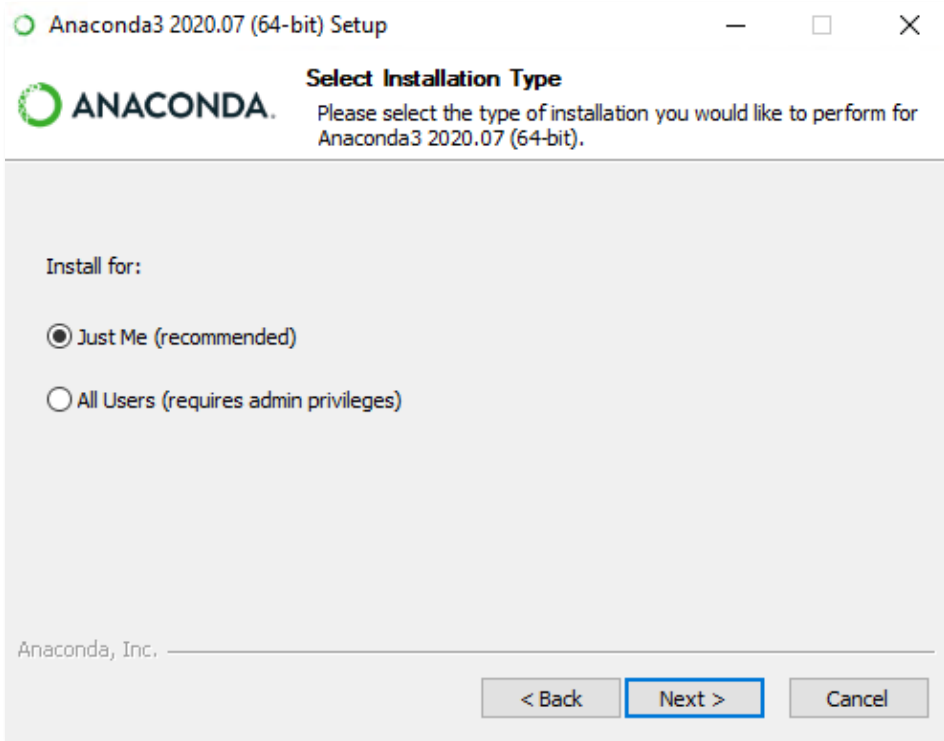 Anaconda3 2020.07 (64-bit) Setup
ANACONDA.
Select Installation Type
Please select the type of installation you would like to perform for
Anaconda3 2020.07 (64-bit).
Install for:
Just Me (recommended)
All Users (requires admin privileges)
Anaconda, Inc.
< Back Next > Cancel